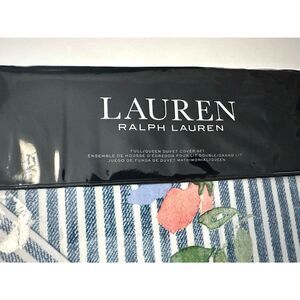 LAUREN
RALPH LAUREN
FULL/QUEEN DUVET COVER SET
ENSEMBLE DE HOUSSE D'ÉDREDON POUR LIT DOUBLE/GRAND LIT
JUEGO DE FUNDA DE DUVET MATRIMONIAL/QUEEN